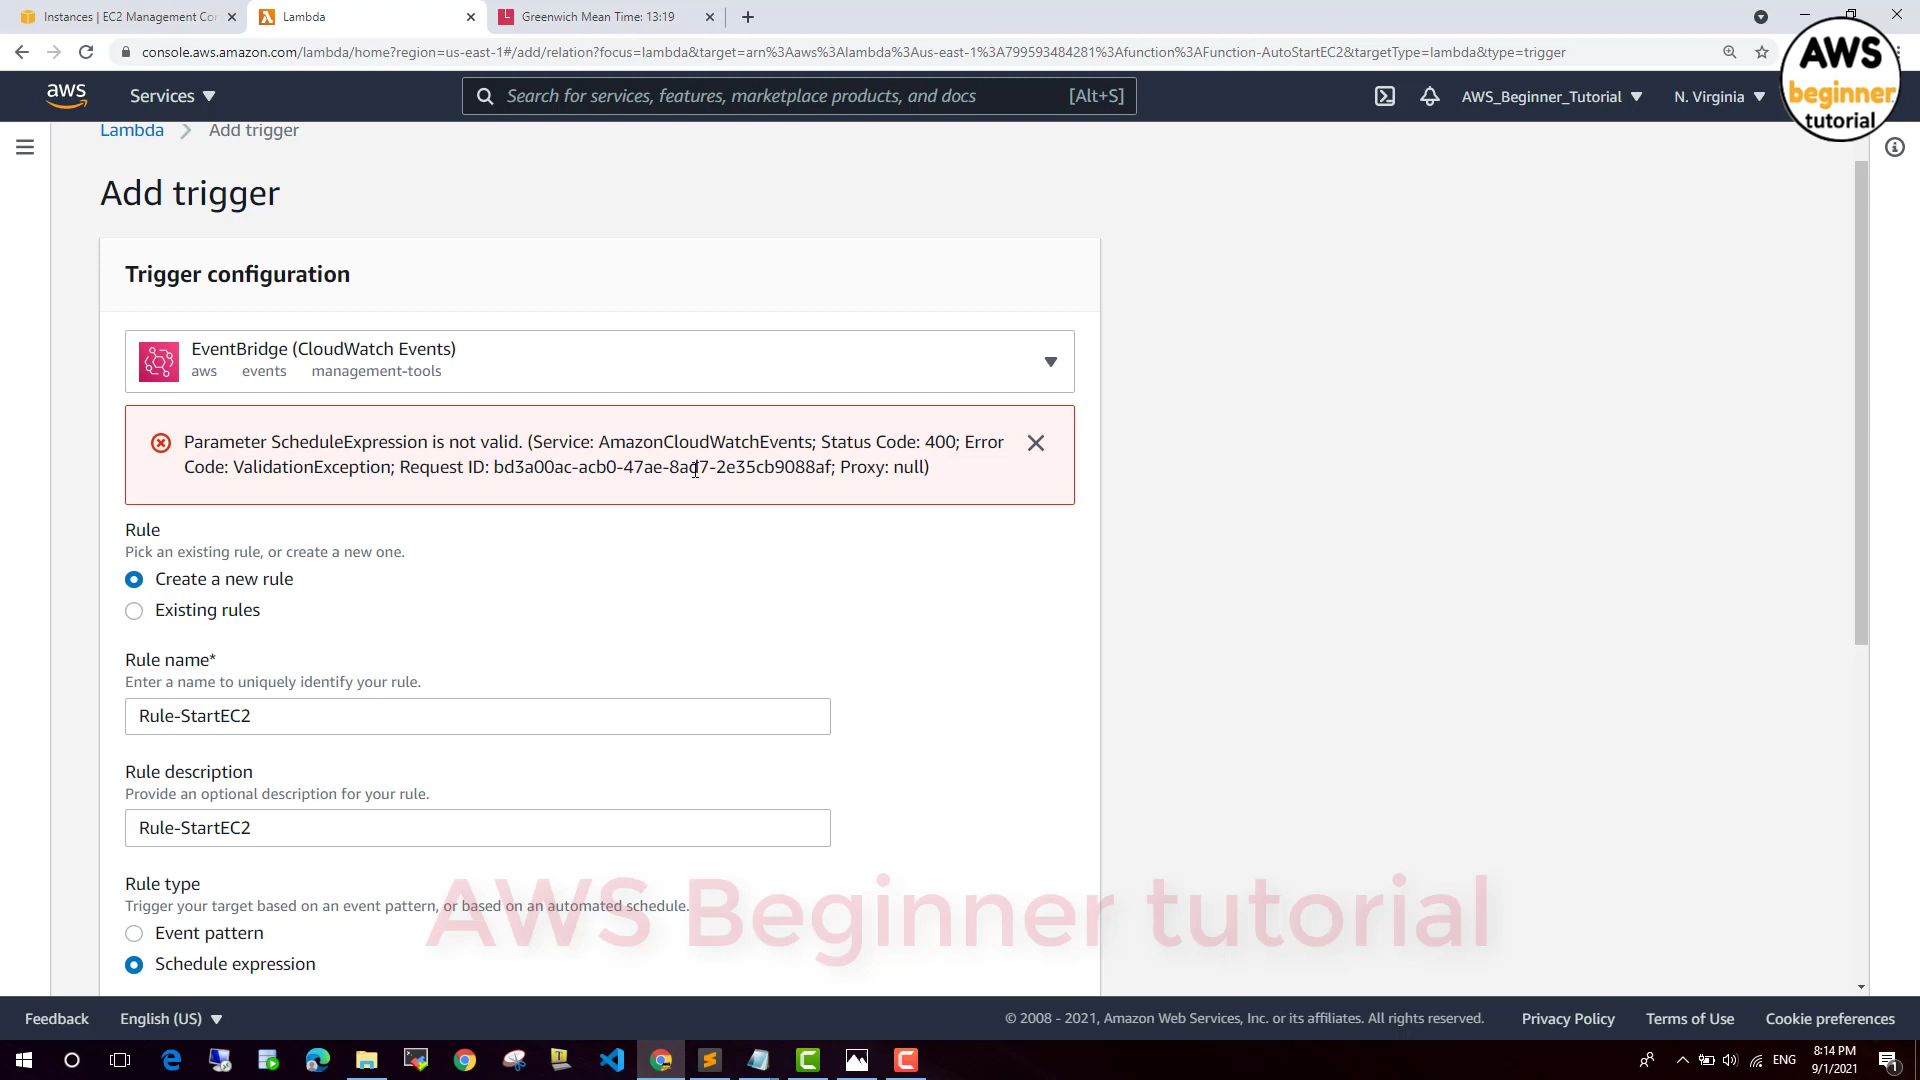 Instances | EC2 Management Con
Lambda
Greenwich Mean Time: 13:19
console.aws.amazon.com/lambda/home?region=us-east-1#/add/relation?focus=lambda&target=arn%3Aaws%3Alambda%3Aus-east-1%3A799593484281%3Afunction%3AFunction-AutoStartEC2&targetType=lambda&type=trigger
AWS
beginner
tutorial
aws
Services
Search for services, features, marketplace products, and docs
[Alt+S]
AWS_Beginner_Tutorial
N. Virginia
Lambda
Add trigger
Add trigger
Trigger configuration
EventBridge (CloudWatch Events)
aws events management-tools
Parameter ScheduleExpression is not valid. (Service: AmazonCloudWatchEvents; Status Code: 400; Error
Code: ValidationException; Request ID: bd3a00ac-acb0-47ae-8ad7-2e35cb9088af; Proxy: null)
Rule
Pick an existing rule, or create a new one.
Create a new rule
Existing rules
Rule name*
Enter a name to uniquely identify your rule.
Rule-StartEC2
Rule description
Provide an optional description for your rule.
Rule-StartEC2
Rule type
Trigger your target based on an event pattern, or based on an automated schedule.
AWS Beginner tutorial
Event pattern
Schedule expression
Feedback
English (US)
© 2008 - 2021, Amazon Web Services, Inc. or its affiliates. All rights reserved.
Privacy Policy
Terms of Use
Cookie preferences
ENG
8:14 PM
9/1/2021
1